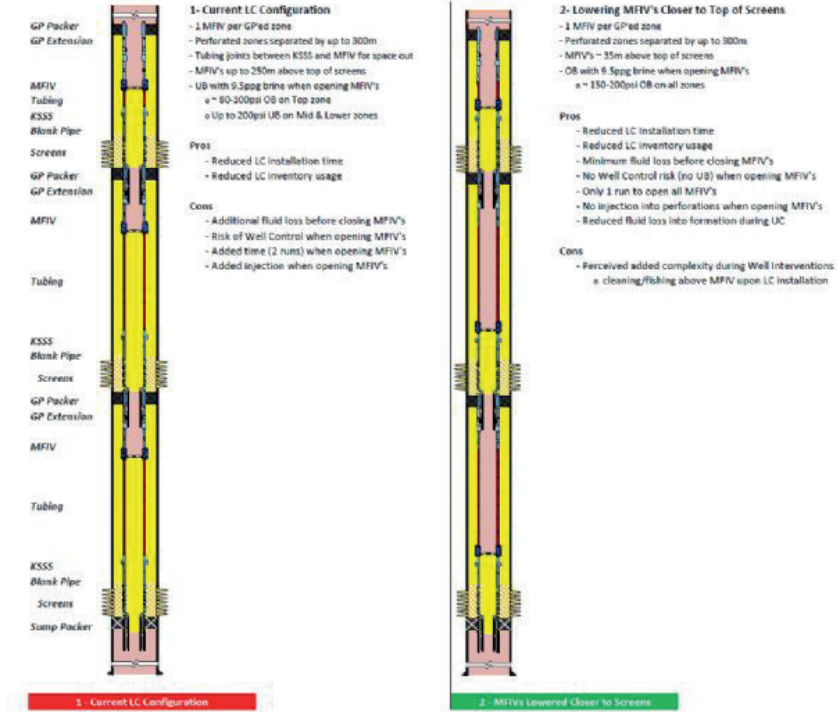 GP Packer
GP Extension
MFIV
Tubing
KSSS
Blank Pipe
Screens
GP Packer
GP Extension
MFIV
Tubing
KSSS
Blank Pipe
Screens
GP Packer
GP Extension
MFIV
Tubing
KSSS
Blank Pipe
Screens
Sump Packer
1- Current LC Configuration
- 1 MFIV per GP'ed zone
- Perforated zones separated by up to 300m
- Tubing joints between KSSS and MFIV for space out
- MFIV's up to 250m above top of screens
- UB with 9.5ppg brine when opening MFIV's
o ~ 80-100psi OB on Top zone
o Up to 200psi UB on Mid & Lower zones
Pros
- Reduced LC installation time
- Reduced LC inventory usage
Cons
- Additional fluid loss before closing MFIV's
- Risk of Well Control when opening MFIV's
- Added time (2 runs) when opening MFIV's
- Added injection when opening MFIV's
1 - Current LC Configuration
2- Lowering MFIV's Closer to Top of Screens
- 1 MFIV per GP'ed zone
- Perforated zones separated by up to 300m
- MFIV's ~ 35m above top of screens
- OB with 9.5ppg brine when opening MFIV's
o ~ 150-200psi OB on all zones
Pros
- Reduced LC Installation time
- Reduced LC inventory usage
- Minimum fluid loss before closing MFIV's
- No Well Control risk (no UB) when opening MFIV's
- Only 1 run to open all MFIV's
- No injection into perforations when opening MFIV's
- Reduced fluid loss into formation during UC
Cons
- Perceived added complexity during Well Interventions
o cleaning/fishing above MFIV upon LC installation
2 - MFIVs Lowered Closer to Screens